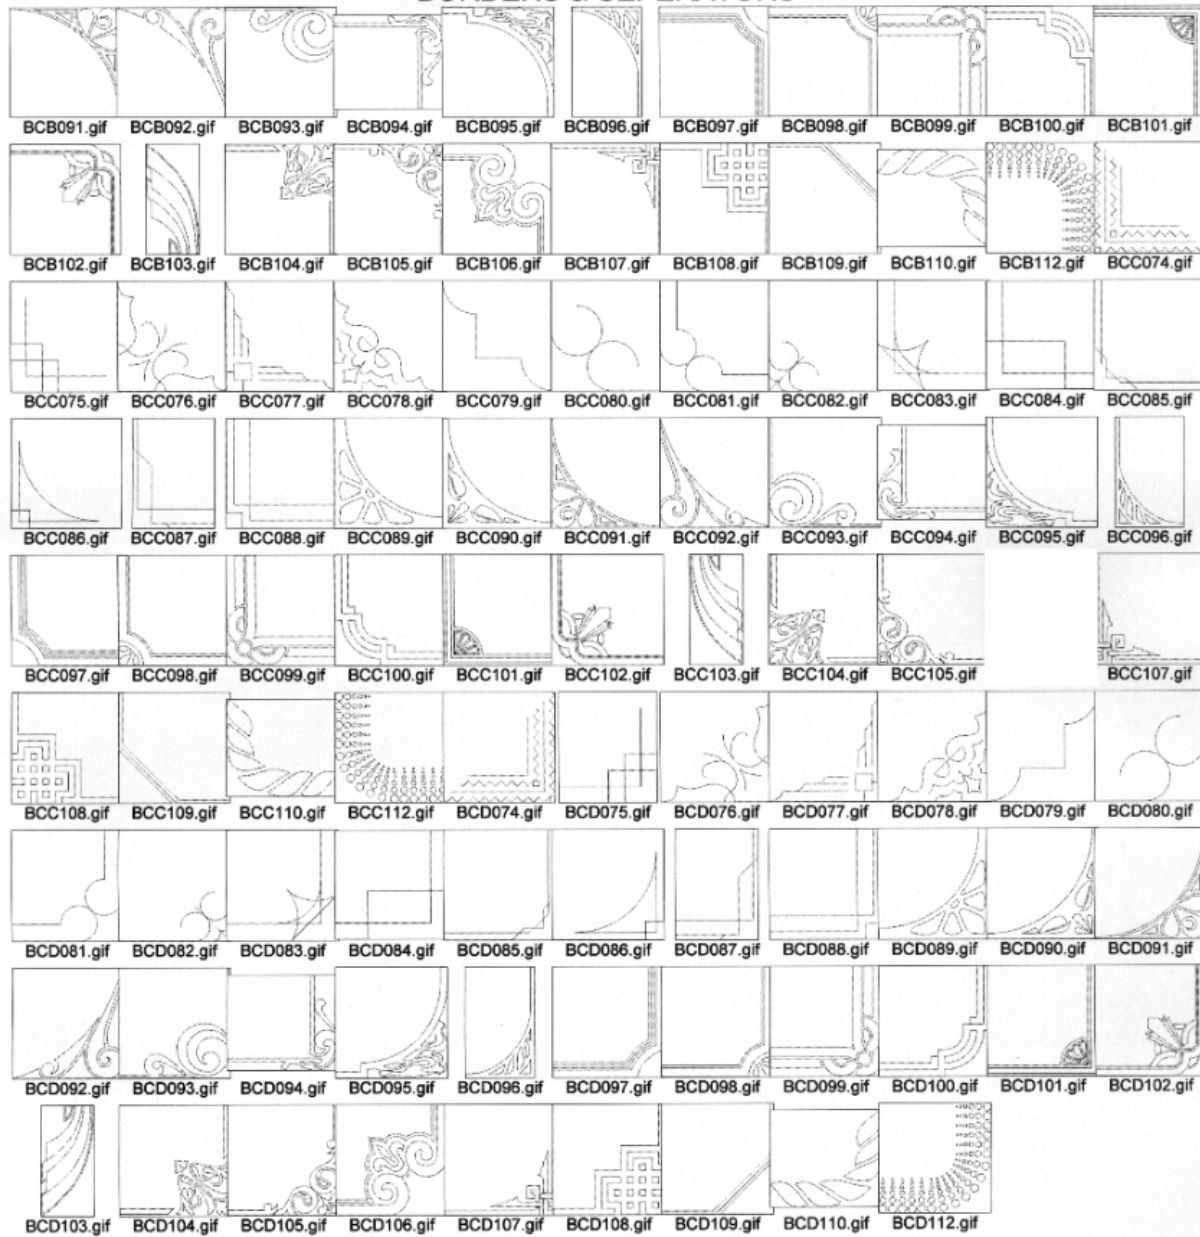 BCB091.gif BCB092.gif BCB093.gif BCB094.gif BCB095.gif BCB096.gif BCB097.gif BCB098.gif BCB099.gif BCB100.gif BCB101.gif
BCB102.gif BCB103.gif BCB104.gif BCB105.gif BCB106.gif BCB107.gif BCB108.gif BCB109.gif BCB110.gif BCB112.gif BCC074.gif
BCC075.gif BCC076.gif BCC077.gif BCC078.gif BCC079.gif BCC080.gif BCC081.gif BCC082.gif BCC083.gif BCC084.gif BCC085.gif
BCC086.gif BCC087.gif BCC088.gif BCC089.gif BCC090.gif BCC091.gif BCC092.gif BCC093.gif BCC094.gif BCC095.gif BCC096.gif
BCC097.gif BCC098.gif BCC099.gif BCC100.gif BCC101.gif BCC102.gif BCC103.gif BCC104.gif BCC105.gif BCC107.gif
BCC108.gif BCC109.gif BCC110.gif BCC112.gif BCD074.gif BCD075.gif BCD076.gif BCD077.gif BCD078.gif BCD079.gif BCD080.gif
BCD081.gif BCD082.gif BCD083.gif BCD084.gif BCD085.gif BCD086.gif BCD087.gif BCD088.gif BCD089.gif BCD090.gif BCD091.gif
BCD092.gif BCD093.gif BCD094.gif BCD095.gif BCD096.gif BCD097.gif BCD098.gif BCD099.gif BCD100.gif BCD101.gif BCD102.gif
BCD103.gif BCD104.gif BCD105.gif BCD106.gif BCD107.gif BCD108.gif BCD109.gif BCD110.gif BCD112.gif